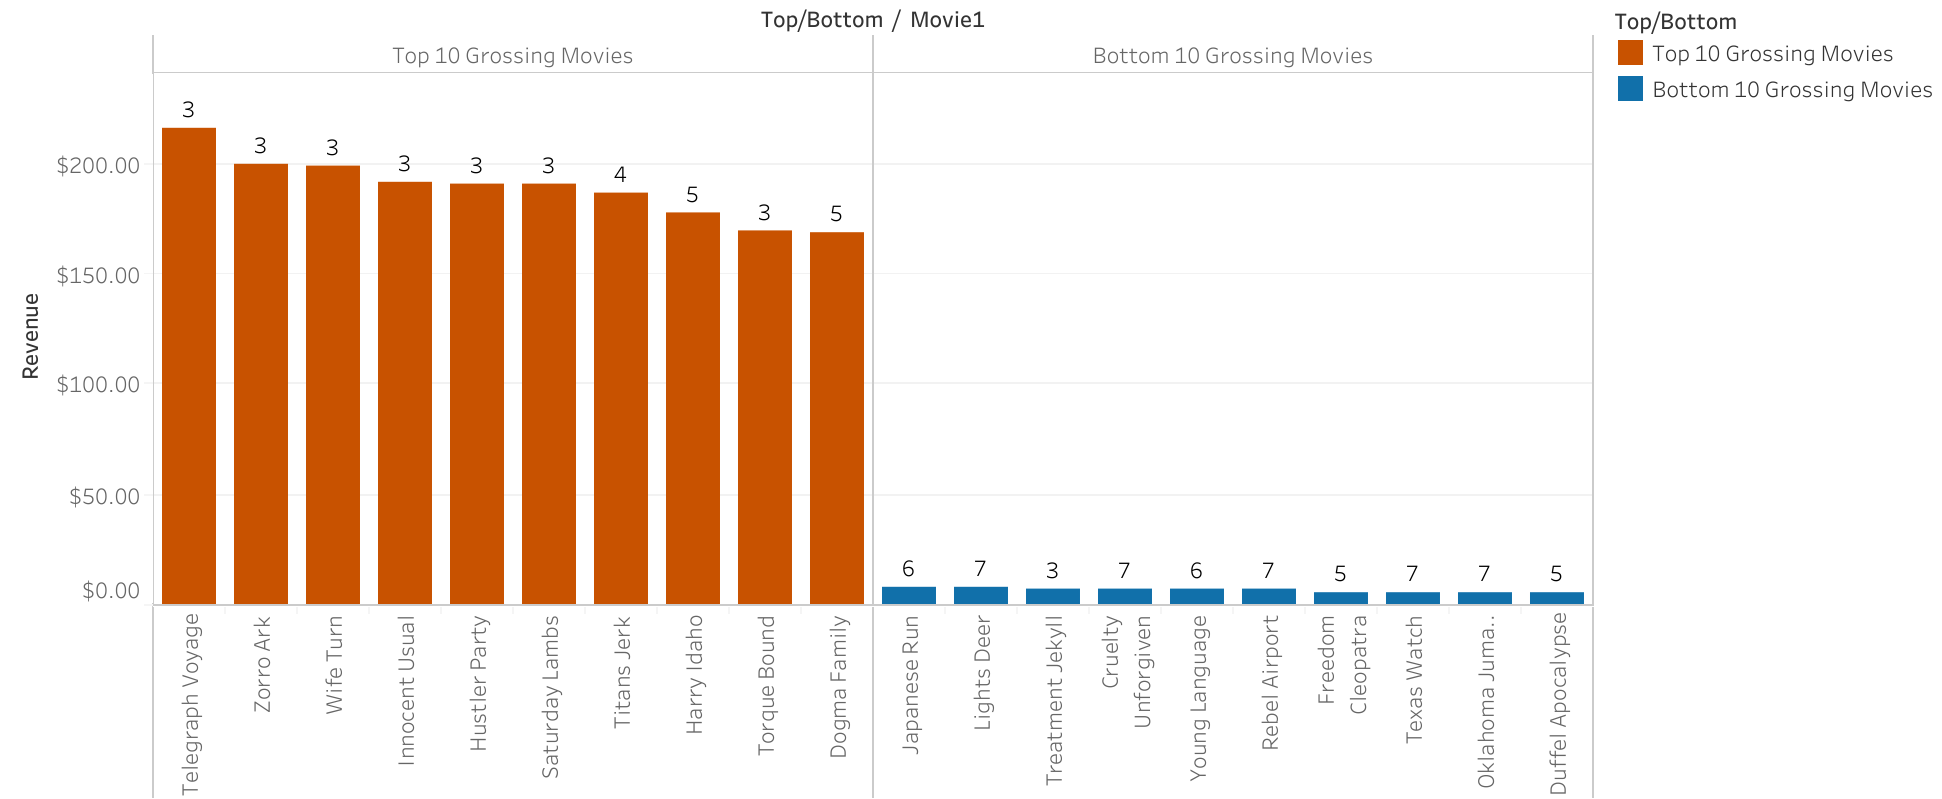 Top/Bottom / Movie1
Top 10 Grossing Movies
Bottom 10 Grossing Movies
Top/Bottom
Top 10 Grossing Movies
Bottom 10 Grossing Movies
Revenue
$200.00
$150.00
$100.00
$50.00
$0.00
3
3
3
3
3
3
4
5
3
5
6
7
3
7
6
7
5
7
7
5
Telegraph Voyage
Zorro Ark
Wife Turn
Innocent Usual
Hustler Party
Saturday Lambs
Titans Jerk
Harry Idaho
Torque Bound
Dogma Family
Japanese Run
Lights Deer
Treatment Jekyll
Cruelty
Unforgiven
Young Language
Rebel Airport
Freedom
Cleopatra
Texas Watch
Oklahoma Juma..
Duffel Apocalypse